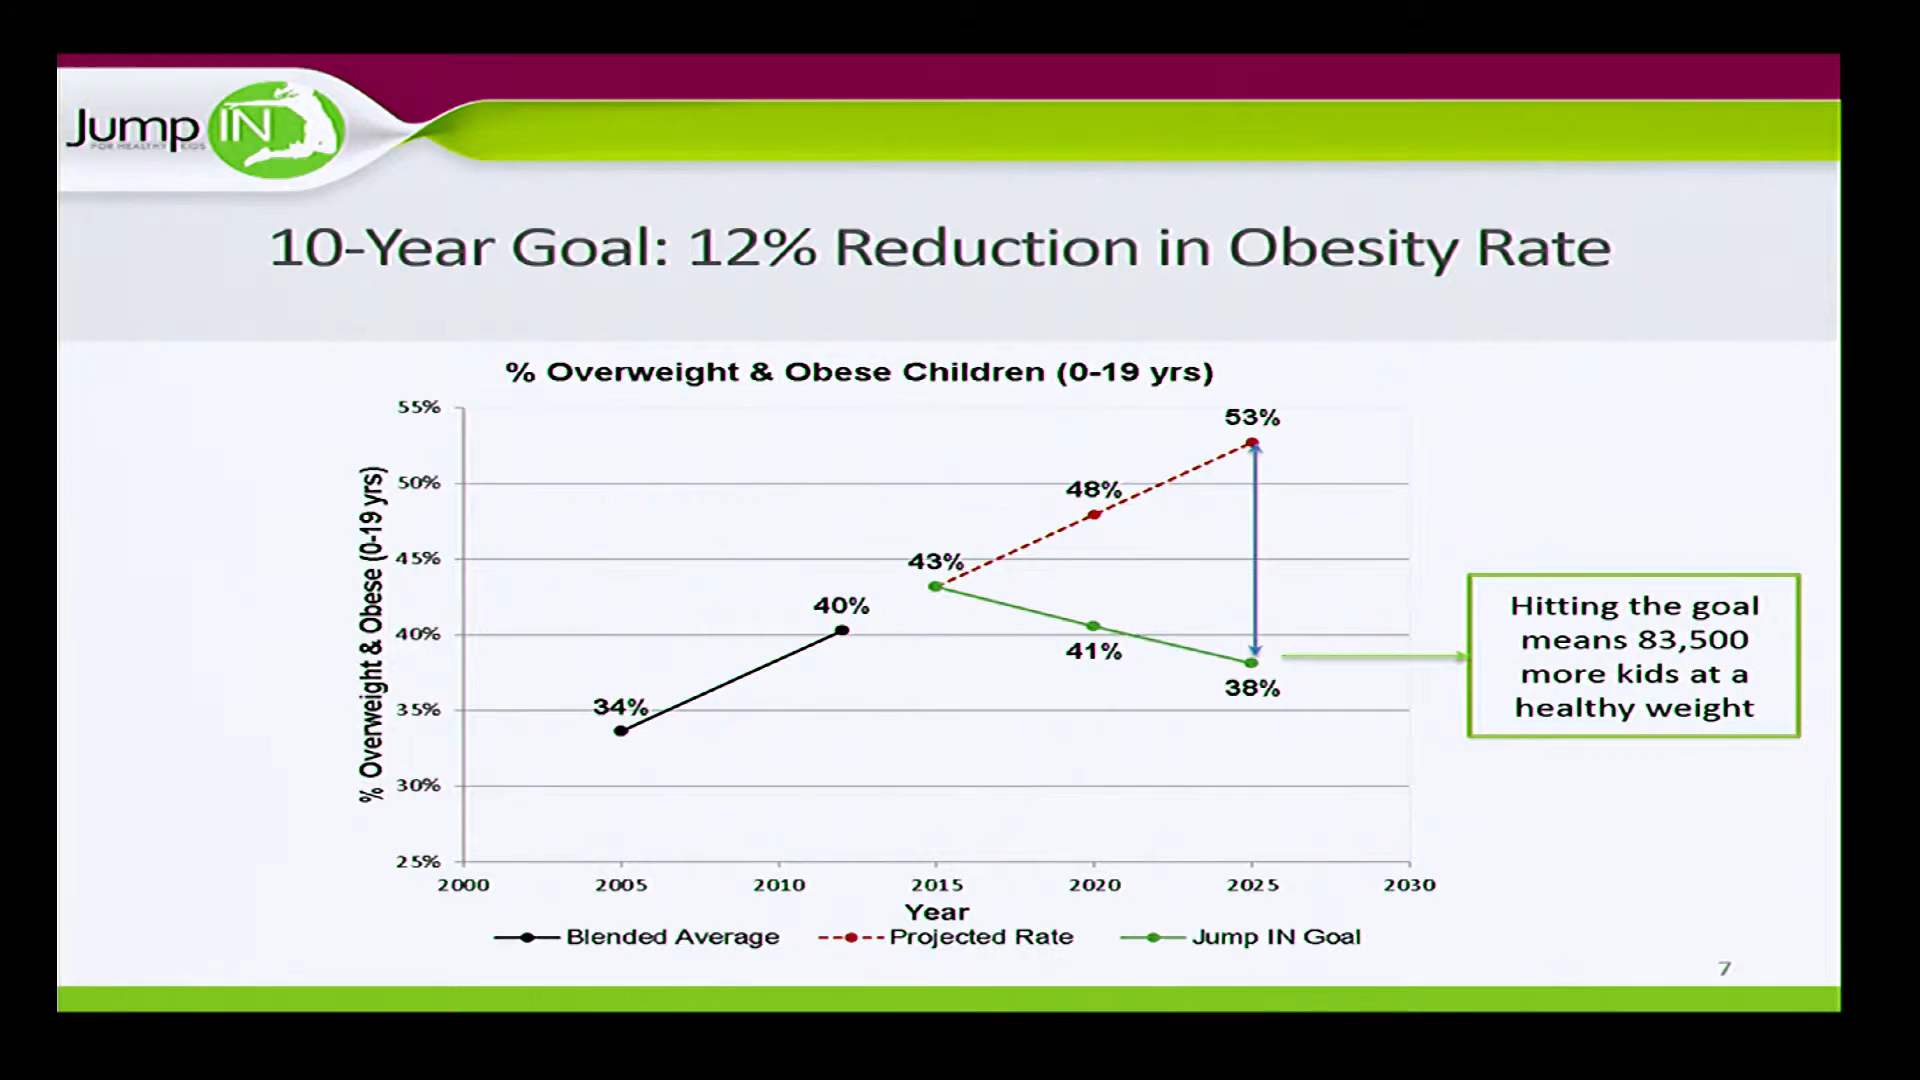 Jump IN
FOR HEALTHY KIDS
10-Year Goal: 12% Reduction in Obesity Rate
% Overweight & Obese Children (0-19 yrs)
% Overweight & Obese (0-19 yrs)
55%
50%
45%
40%
35%
30%
25%
34%
40%
43%
48%
53%
41%
38%
Hitting the goal
means 83,500
more kids at a
healthy weight
2000 2005 2010 2015 2020 2025 2030
Year
Blended Average Projected Rate Jump IN Goal
7